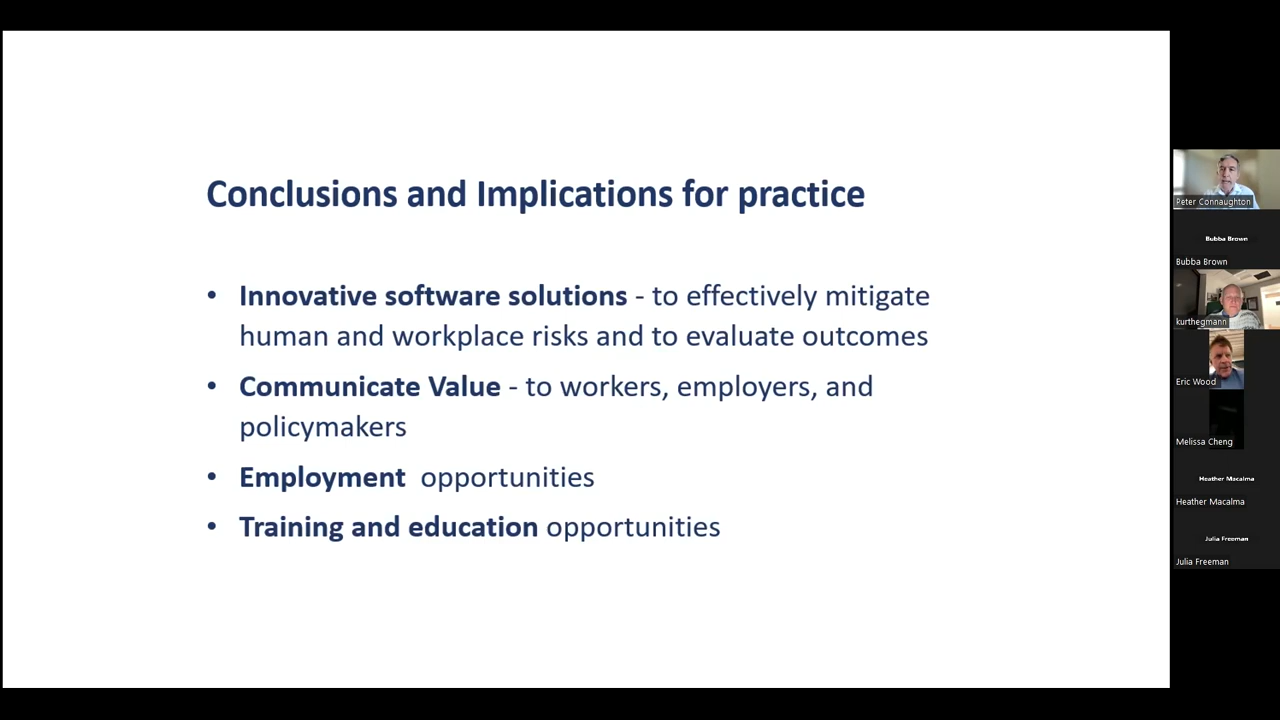 Conclusions and Implications for practice
• Innovative software solutions - to effectively mitigate
human and workplace risks and to evaluate outcomes
• Communicate Value - to workers, employers, and
policymakers
• Employment  opportunities
• Training and education opportunities
Peter Connaughton
Bubba Brown
Bubba Brown
kurthegmann
Eric Wood
Melissa Cheng
Heather Macalma
Heather Macalma
Julia Freeman
Julia Freeman